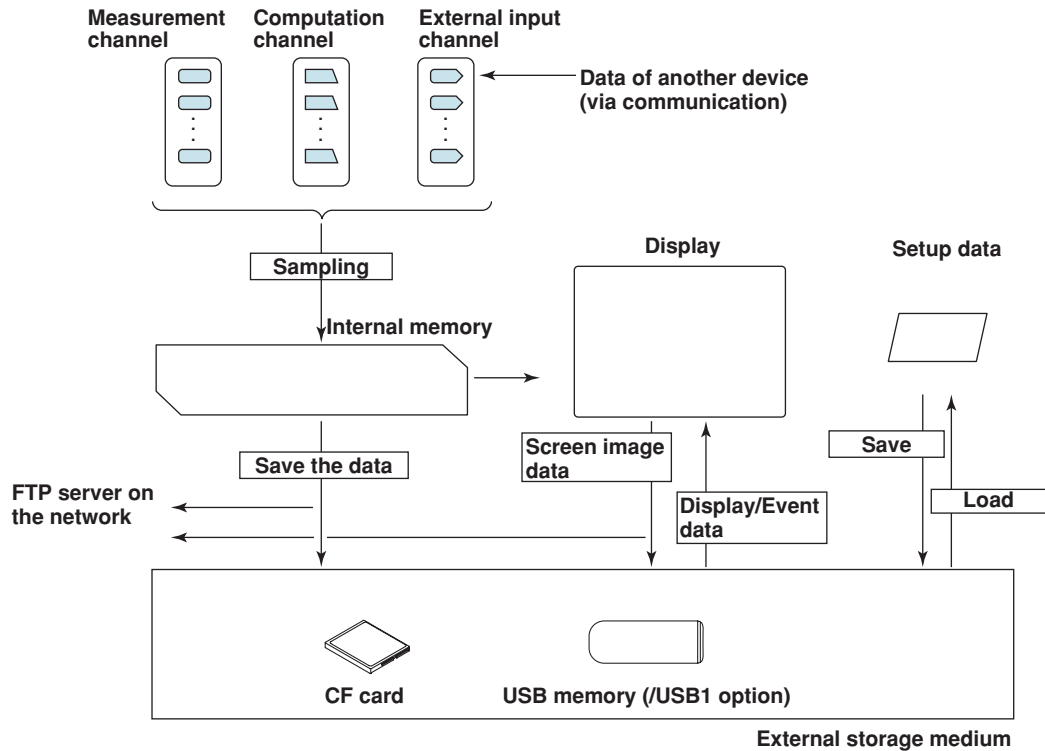 Measurement
channel
Computation
channel
External input
channel
Data of another device
(via communication)
Sampling
Display
Setup data
Internal memory
Save the data
Screen image
data
Save
FTP server on
the network
Display/Event
data
Load
CF card
USB memory (/USB1 option)
External storage medium